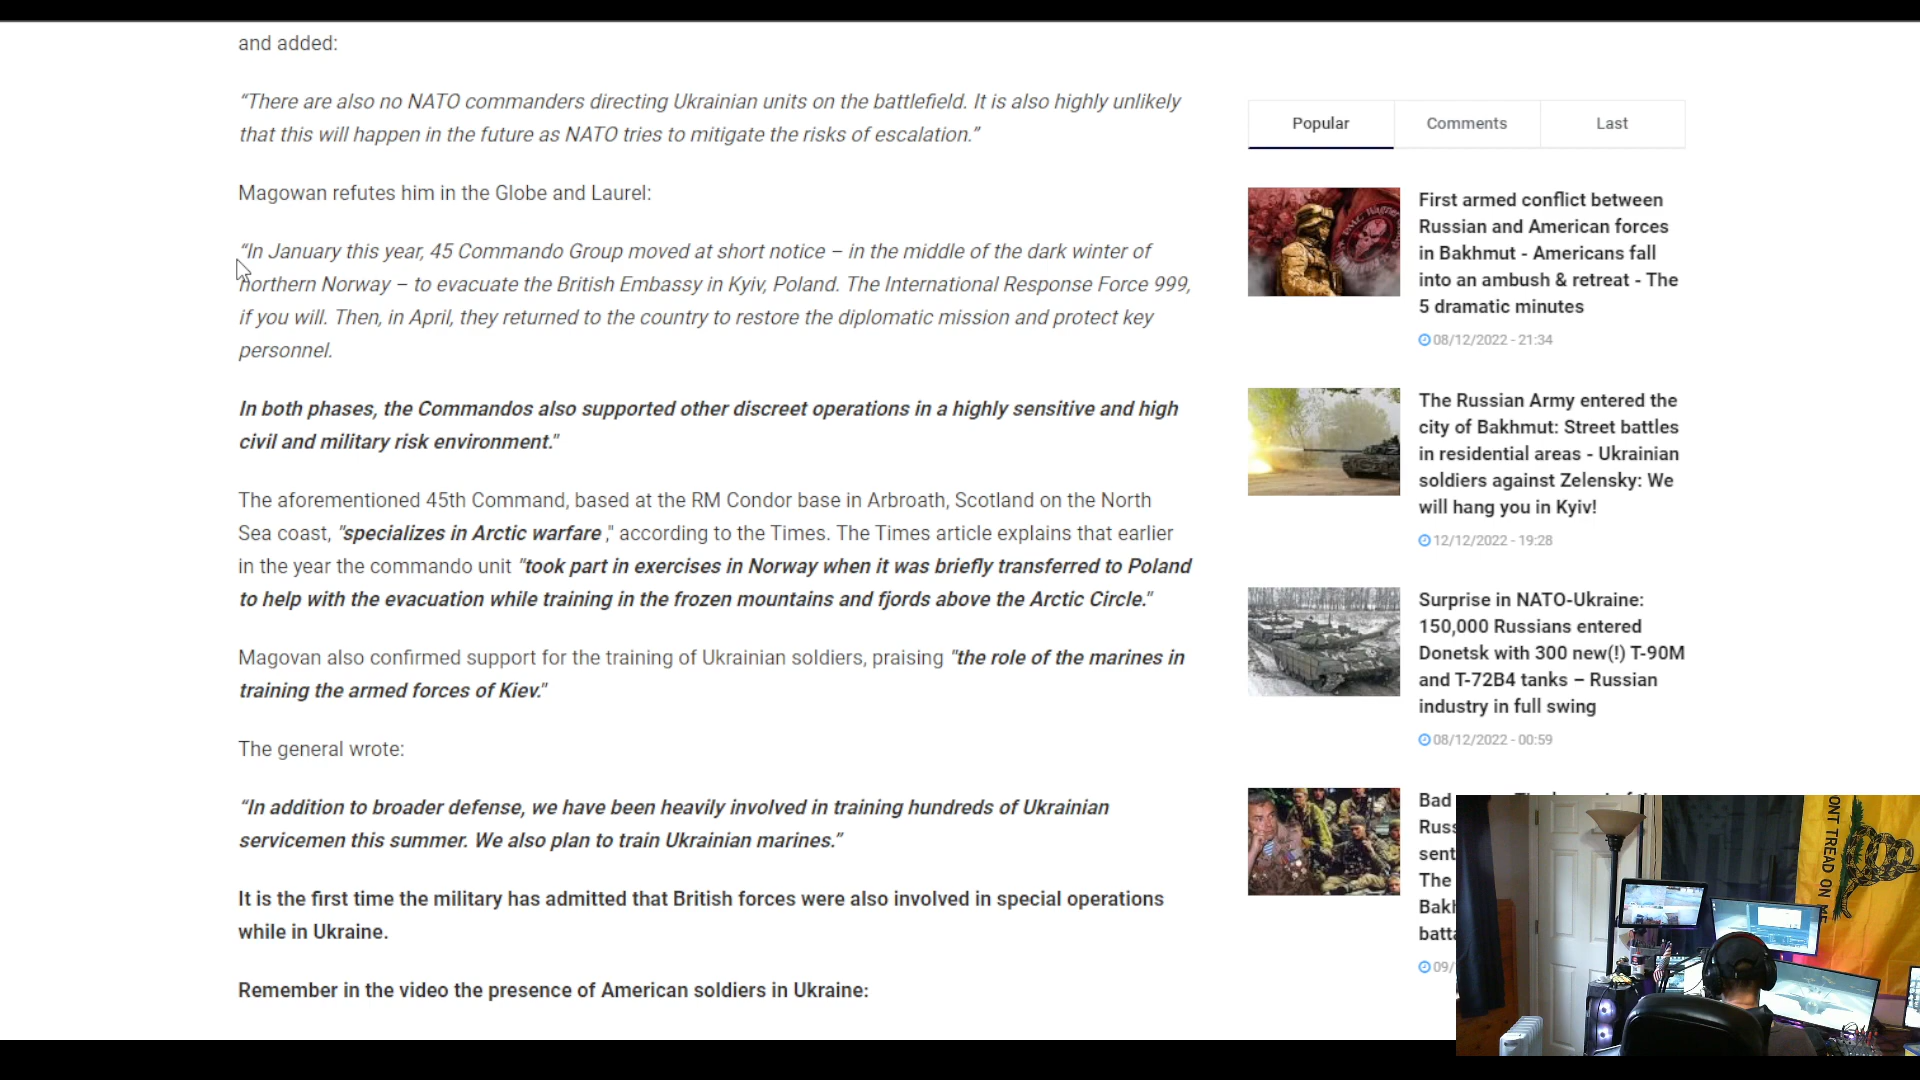 and added:
“There are also no NATO commanders directing Ukrainian units on the battlefield. It is also highly unlikely
that this will happen in the future as NATO tries to mitigate the risks of escalation.”
Magowan refutes him in the Globe and Laurel:
“In January this year, 45 Commando Group moved at short notice – in the middle of the dark winter of
northern Norway – to evacuate the British Embassy in Kyiv, Poland. The International Response Force 999,
if you will. Then, in April, they returned to the country to restore the diplomatic mission and protect key
personnel.
In both phases, the Commandos also supported other discreet operations in a highly sensitive and high
civil and military risk environment."
The aforementioned 45th Command, based at the RM Condor base in Arbroath, Scotland on the North
Sea coast, "specializes in Arctic warfare ," according to the Times. The Times article explains that earlier
in the year the commando unit "took part in exercises in Norway when it was briefly transferred to Poland
to help with the evacuation while training in the frozen mountains and fjords above the Arctic Circle."
Magovan also confirmed support for the training of Ukrainian soldiers, praising "the role of the marines in
training the armed forces of Kiev."
The general wrote:
“In addition to broader defense, we have been heavily involved in training hundreds of Ukrainian
servicemen this summer. We also plan to train Ukrainian marines.”
It is the first time the military has admitted that British forces were also involved in special operations
while in Ukraine.
Remember in the video the presence of American soldiers in Ukraine:
Popular
Comments
Last
First armed conflict between
Russian and American forces
in Bakhmut - Americans fall
into an ambush & retreat - The
5 dramatic minutes
08/12/2022 - 21:34
The Russian Army entered the
city of Bakhmut: Street battles
in residential areas - Ukrainian
soldiers against Zelensky: We
will hang you in Kyiv!
12/12/2022 - 19:28
Surprise in NATO-Ukraine:
150,000 Russians entered
Donetsk with 300 new(!) T-90M
and T-72B4 tanks – Russian
industry in full swing
08/12/2022 - 00:59
Bad
Russ
sent
The
Bakh
batta
09/
ONT TREAD ON ME